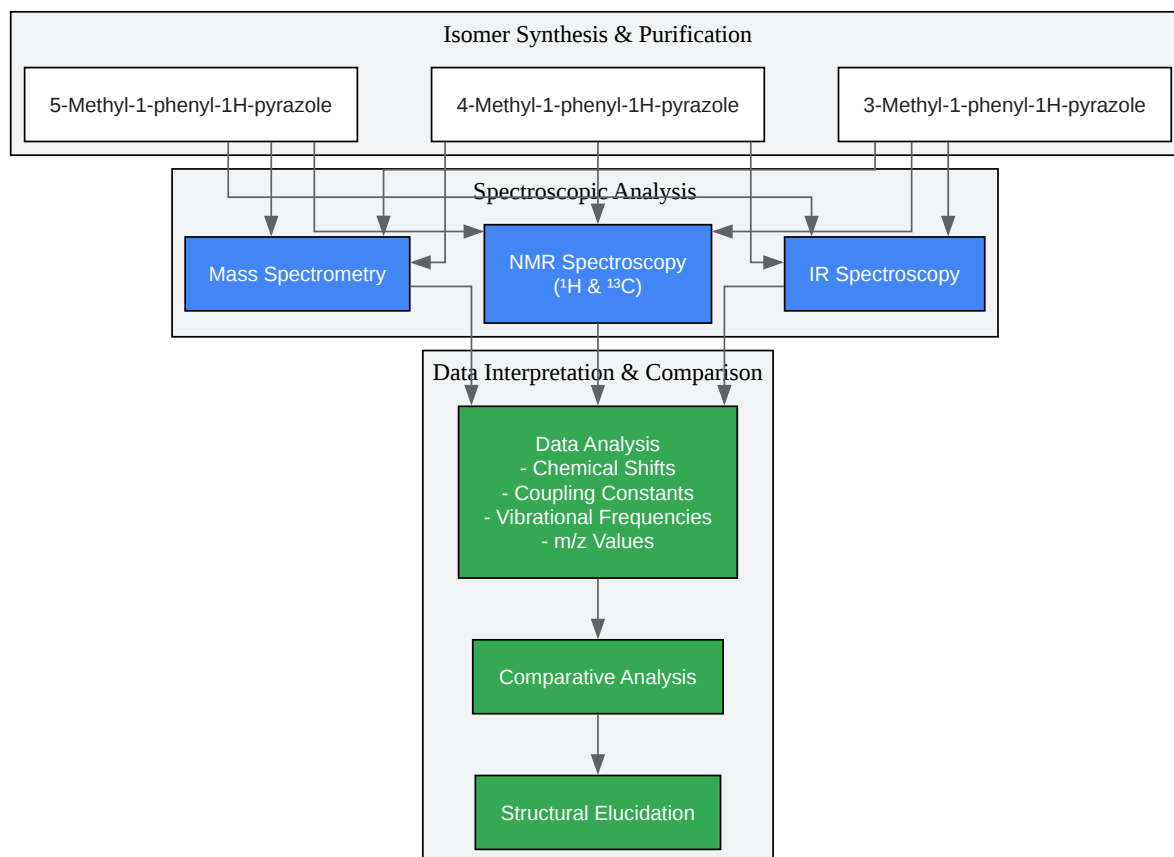 Isomer Synthesis & Purification
5-Methyl-1-phenyl-1H-pyrazole
4-Methyl-1-phenyl-1H-pyrazole
3-Methyl-1-phenyl-1H-pyrazole
Spectroscopic Analysis
Mass Spectrometry
NMR Spectroscopy
(¹H & ¹³C)
IR Spectroscopy
Data Interpretation & Comparison
Data Analysis
- Chemical Shifts
- Coupling Constants
- Vibrational Frequencies
- m/z Values
Comparative Analysis
Structural Elucidation